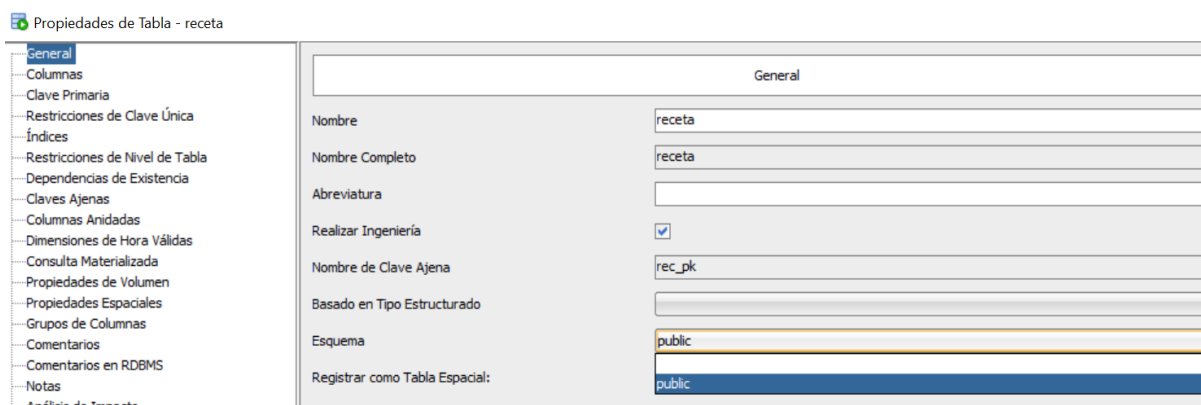 Propiedades de Tabla - receta
General
Columnas
Clave Primaria
Restricciones de Clave Única
Índices
Restricciones de Nivel de Tabla
Dependencias de Existencia
Claves Ajenas
Columnas Anidadas
Dimensiones de Hora Válidas
Consulta Materializada
Propiedades de Volumen
Propiedades Espaciales
Grupos de Columnas
Comentarios
Comentarios en RDBMS
Notas
Análisis de Impacto
General
Nombre receta
Nombre Completo receta
Abreviatura
Realizar Ingeniería
Nombre de Clave Ajena rec_pk
Basado en Tipo Estructurado
Esquema public
public
Registrar como Tabla Espacial: